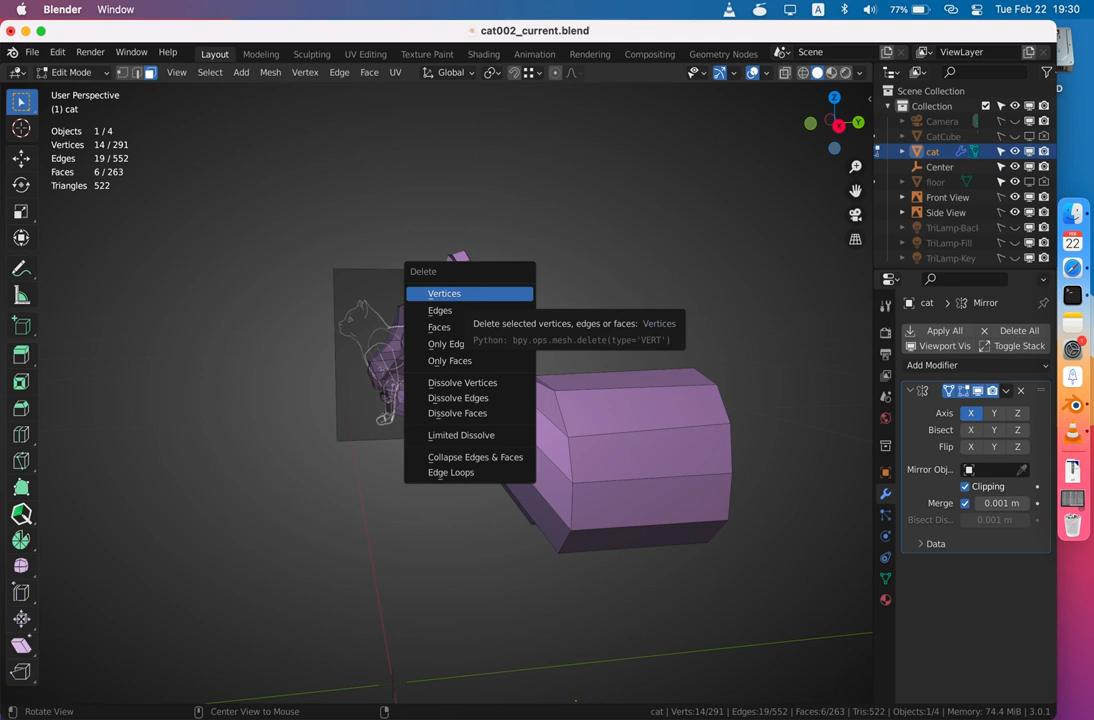 Blender Window
A
77%
Tue Feb 22 19:30
cat002_current.blend
File Edit Render Window Help
Layout Modeling Sculpting UV Editing Texture Paint Shading Animation Rendering Compositing Geometry Nodes
Scene
ViewLayer
Edit Mode
View Select Add Mesh Vertex Edge Face UV
Global
User Perspective
(1) cat
Objects 1 / 4
Vertices 14 / 291
Edges 19 / 552
Faces 6 / 263
Triangles 522
Z
Y
X
Delete
Vertices
Edges
Faces
Only Edg
Only Faces
Dissolve Vertices
Dissolve Edges
Dissolve Faces
Limited Dissolve
Collapse Edges & Faces
Edge Loops
Delete selected vertices, edges or faces: Vertices
Python: bpy.ops.mesh.delete(type='VERT')
Scene Collection
Collection
Camera
CatCube
cat
Center
floor
Front View
Side View
TriLamp-Back
TriLamp-Fill
TriLamp-Key
cat
Mirror
Apply All
Delete All
Viewport Vis
Toggle Stack
Add Modifier
Axis X Y Z
Bisect X Y Z
Flip X Y Z
Mirror Obj...
Clipping
Merge 0.001 m
Bisect Dis... 0.001 m
Data
FEB
22
Rotate View
Center View to Mouse
cat | Verts:14/291 | Edges:19/552 | Faces:6/263 | Tris:522 | Objects:1/4 | Memory: 74.4 MiB | 3.0.1